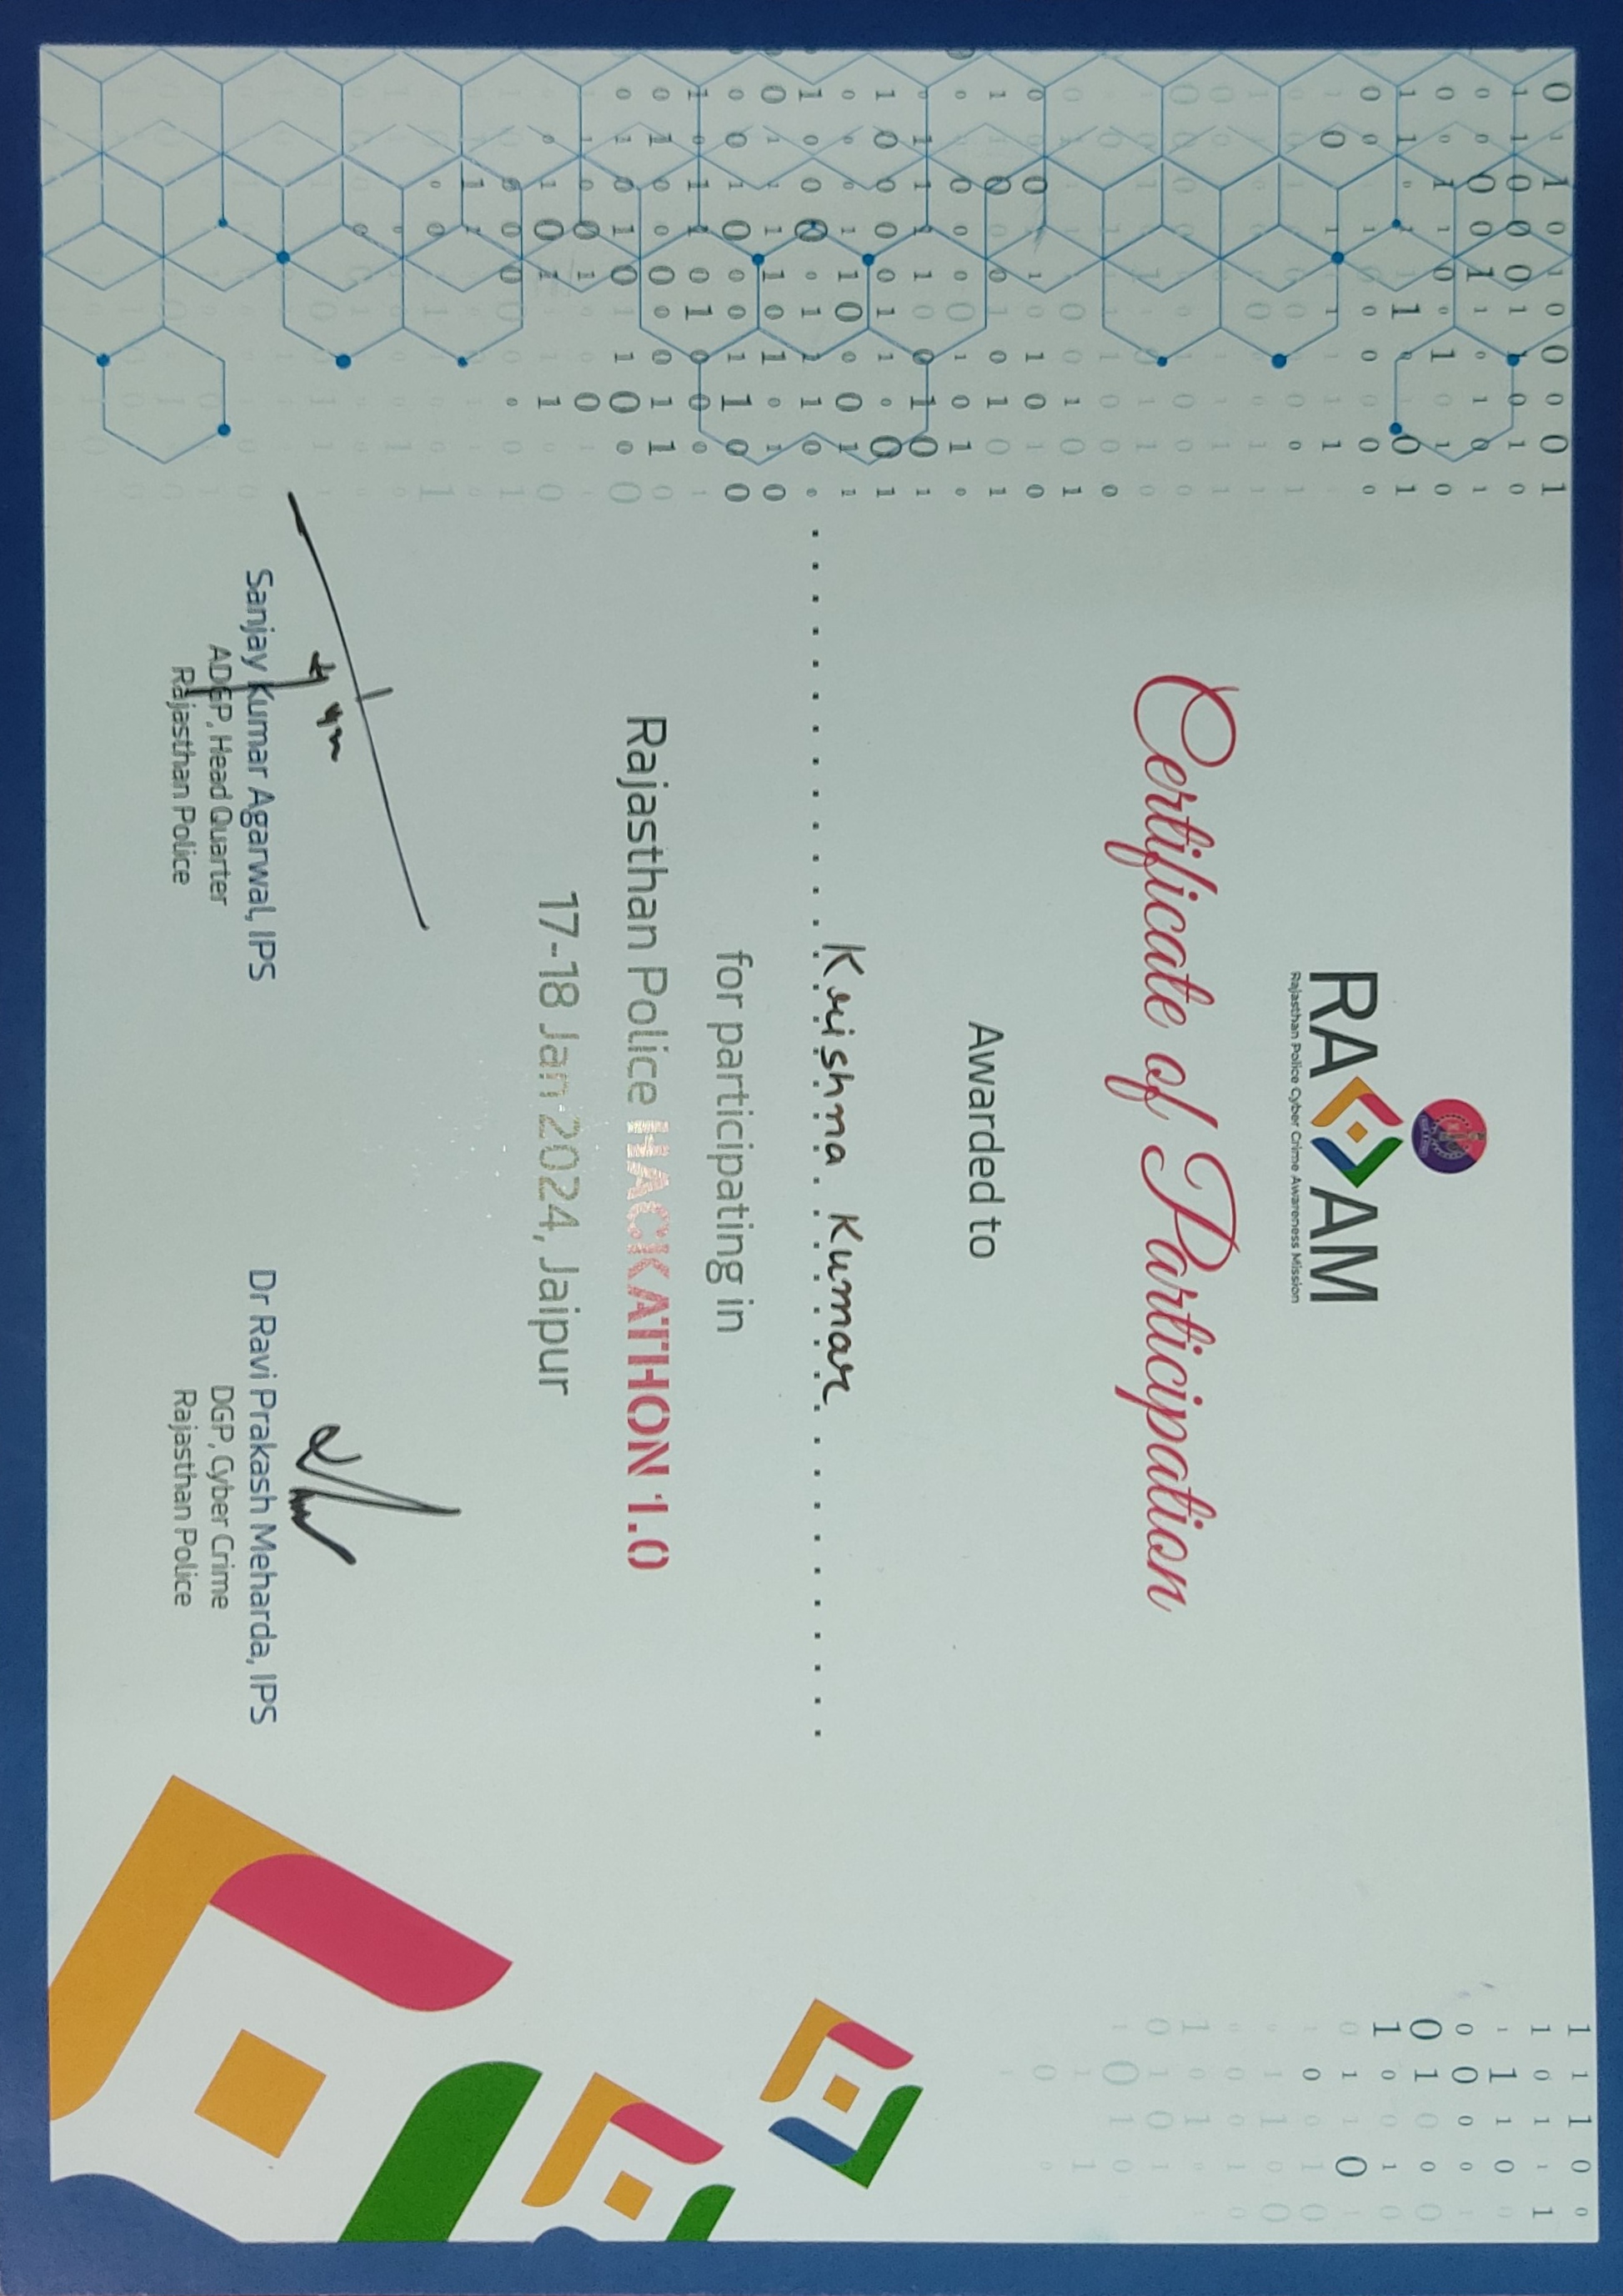 RA AM
Rajasthan Police Cyber Crime Awareness Mission
Certificate of Participation
Awarded to
Krishna Kumar
for participating in
Rajasthan Police HACKATHON 1.0
17-18 Jan 2024, Jaipur
Sanjay Kumar Agarwal, IPS
ADGP, Head Quarter
Rajasthan Police
Dr Ravi Prakash Meharda, IPS
DGP, Cyber Crime
Rajasthan Police